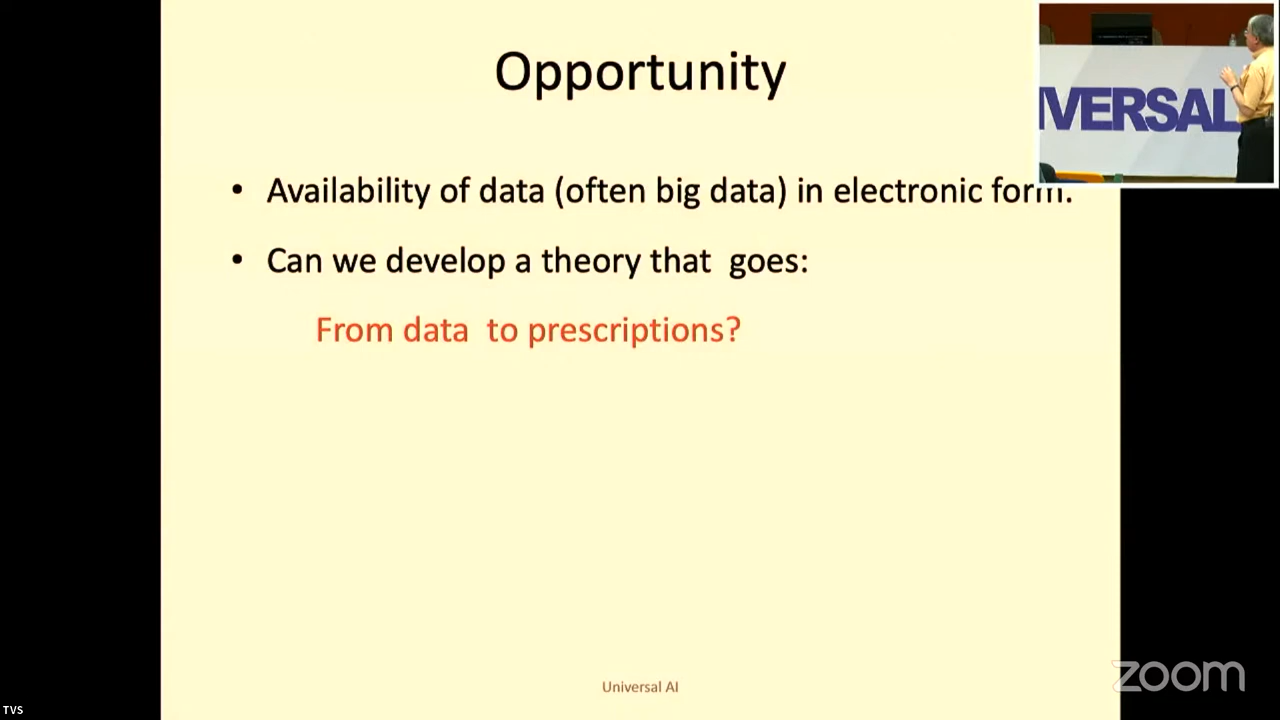 Opportunity
IVERSAL
• Availability of data (often big data) in electronic form.
• Can we develop a theory that goes:
From data to prescriptions?
Universal AI
zoom
TVS